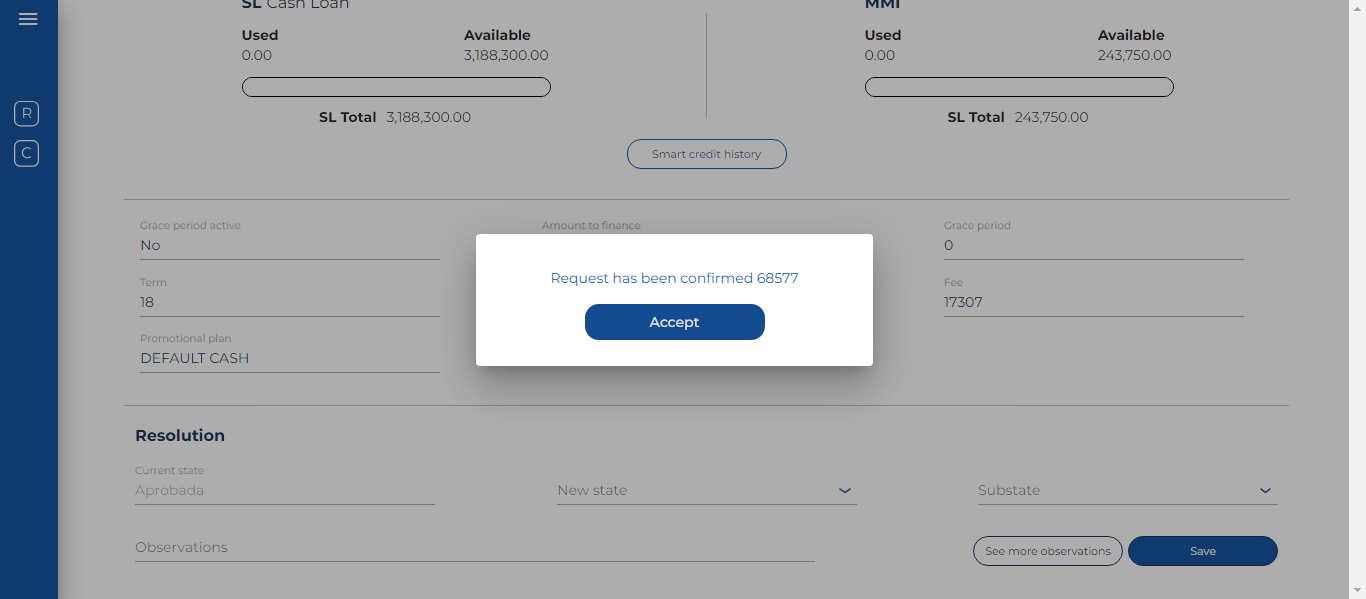 SL Cash Loan
MMI
Used
Available
Used
Available
0.00
3,188,300.00
0.00
243,750.00
SL Total 3,188,300.00
SL Total 243,750.00
R
C
Smart credit history
Grace period active
Amount to finance
Grace period
No
0
Request has been confirmed 68577
Term
Fee
18
17307
Accept
Promotional plan
DEFAULT CASH
Resolution
Current state
Aprobada
New state
Substate
Observations
See more observations
Save